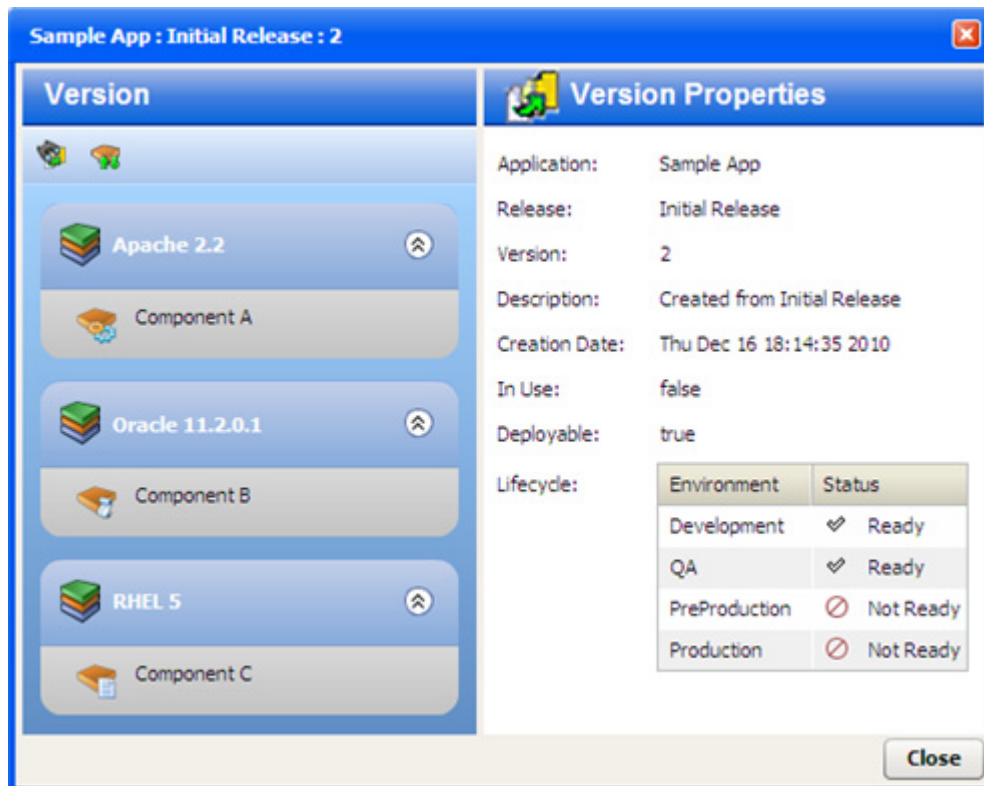 Sample App : Initial Release : 2
Version
Apache 2.2
Component A
Oracle 11.2.0.1
Component B
RHEL 5
Component C
Version Properties
Application: Sample App
Release: Initial Release
Version: 2
Description: Created from Initial Release
Creation Date: Thu Dec 16 18:14:35 2010
In Use: false
Deployable: true
Lifecycle:
Environment Status
Development Ready
QA Ready
PreProduction Not Ready
Production Not Ready
Close